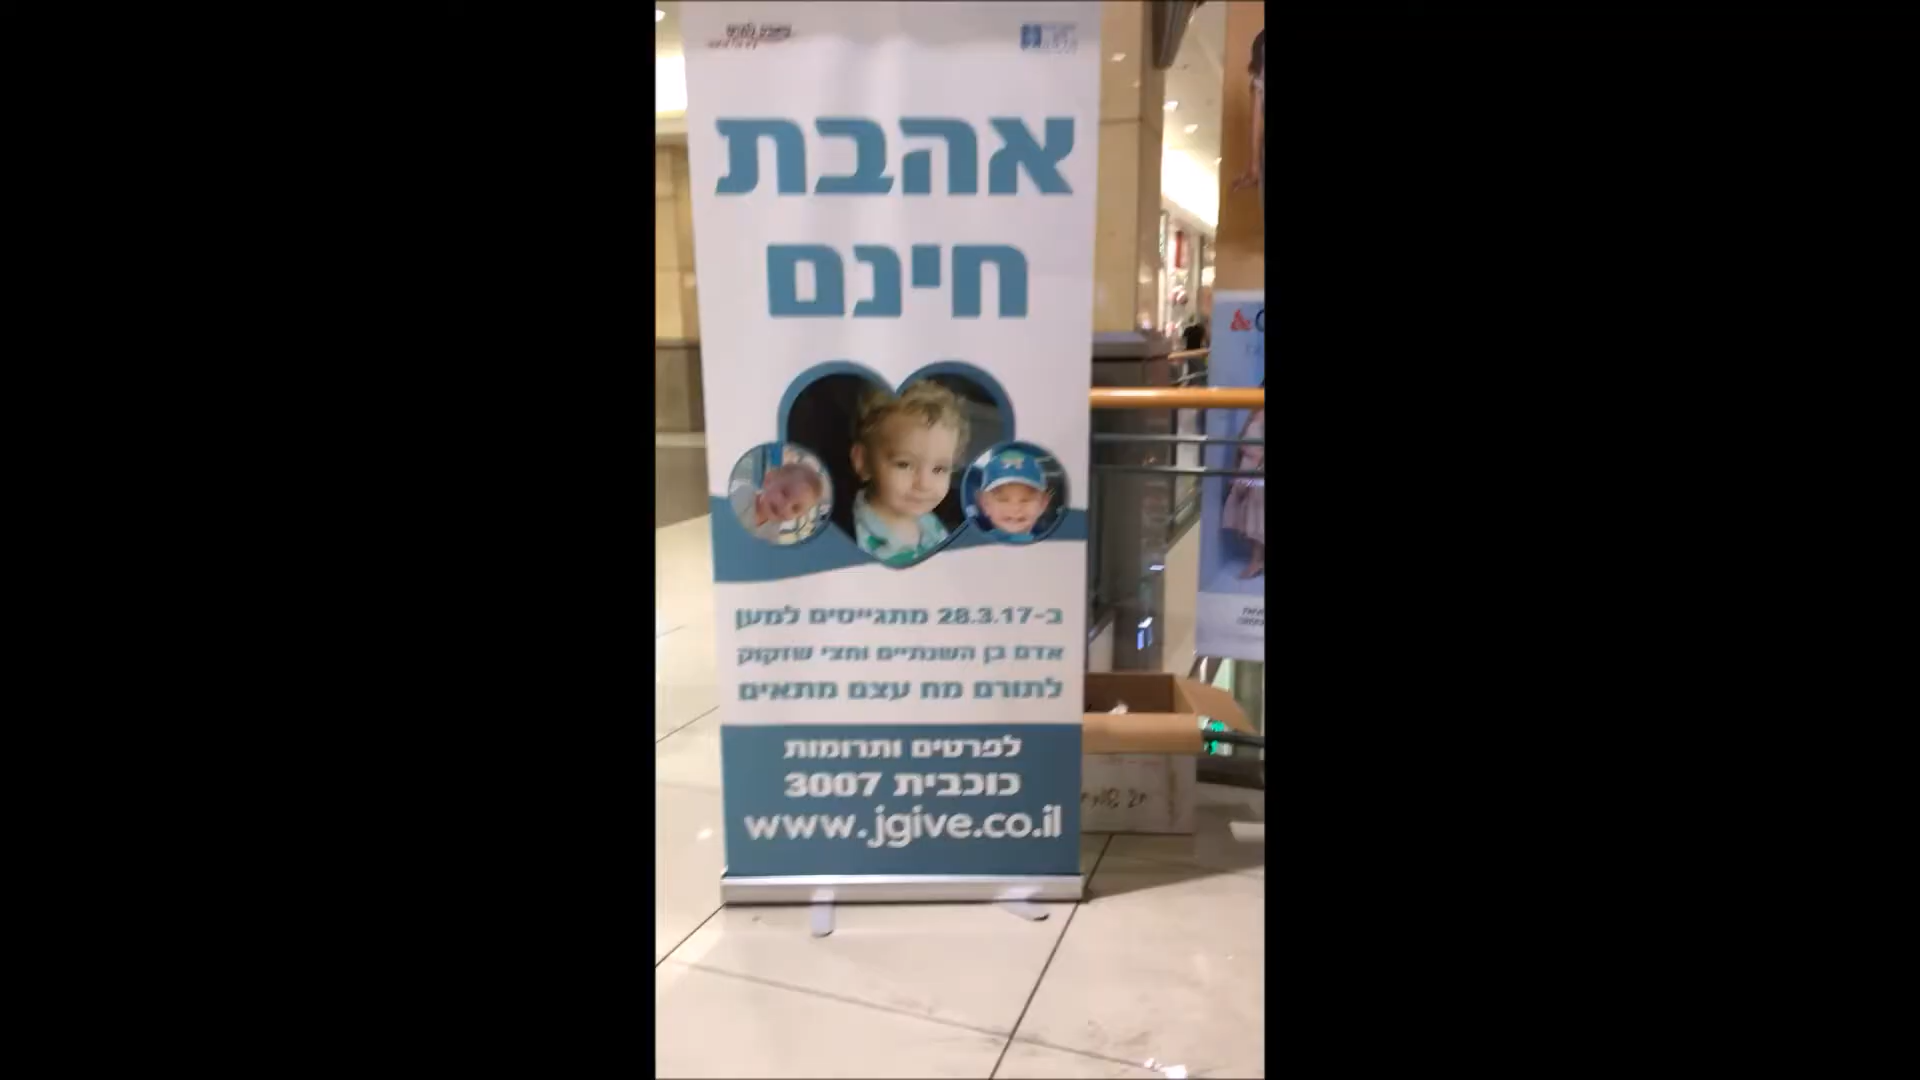 אהבת
חינם
ב-28.3.17 מתגייסים למען
אדם בן השנתיים וחצי שזקוק
לתורם מח עצם מתאים
לפרטים ותרומות
כוכבית 3007
www.jgive.co.il